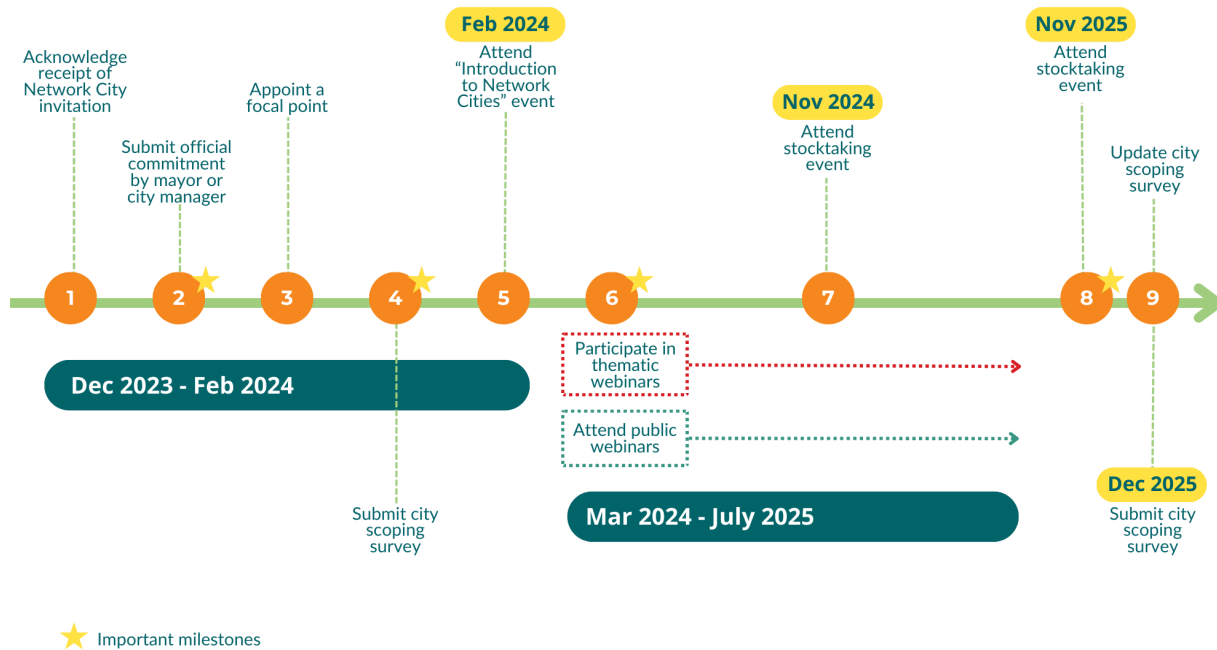 Acknowledge
receipt of
Network City
invitation
Submit official
commitment
by mayor or
city manager
Appoint a
focal point
Feb 2024
Attend
“Introduction
to Network
Cities” event
Nov 2024
Attend
stocktaking
event
Nov 2025
Attend
stocktaking
event
Update city
scoping
survey
1
2
3
4
5
6
7
8
9
Dec 2023 - Feb 2024
Submit city
scoping
survey
Participate in
thematic
webinars
Attend public
webinars
Mar 2024 - July 2025
Dec 2025
Submit city
scoping
survey
Important milestones